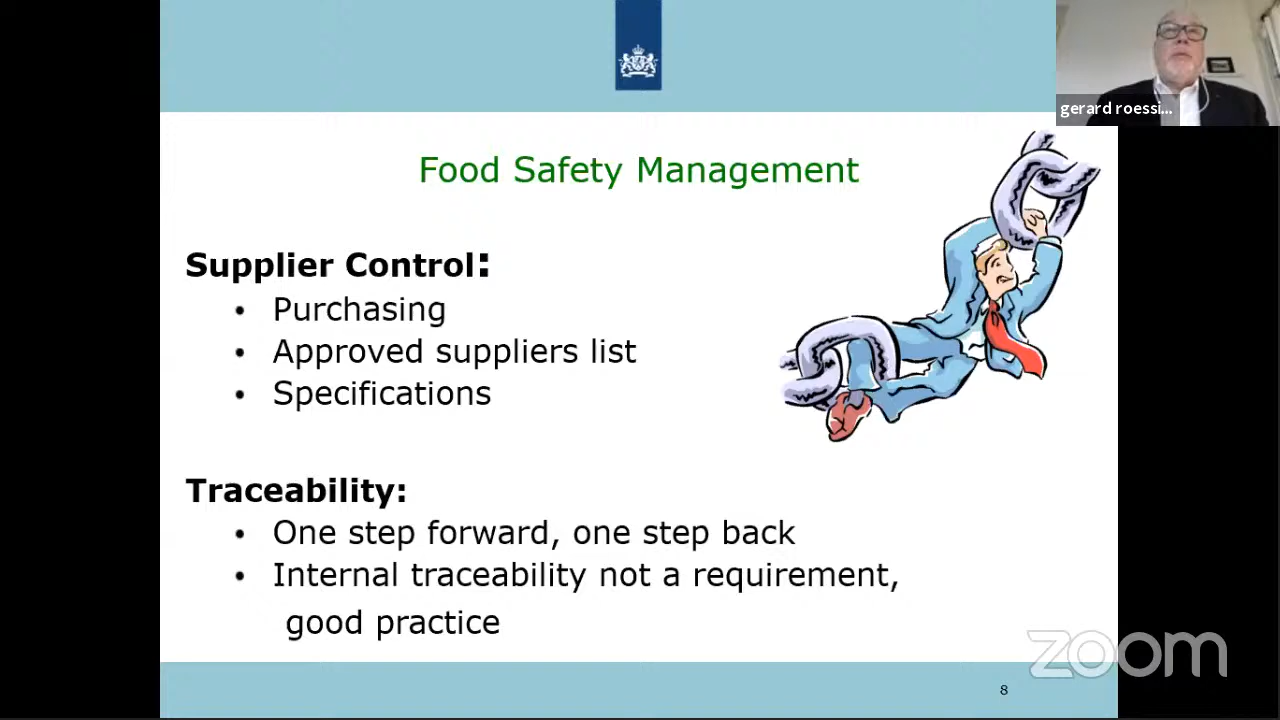 gerard roessi...
Food Safety Management
Supplier Control:
• Purchasing
• Approved suppliers list
• Specifications
Traceability:
• One step forward, one step back
• Internal traceability not a requirement,
good practice
zoom
8